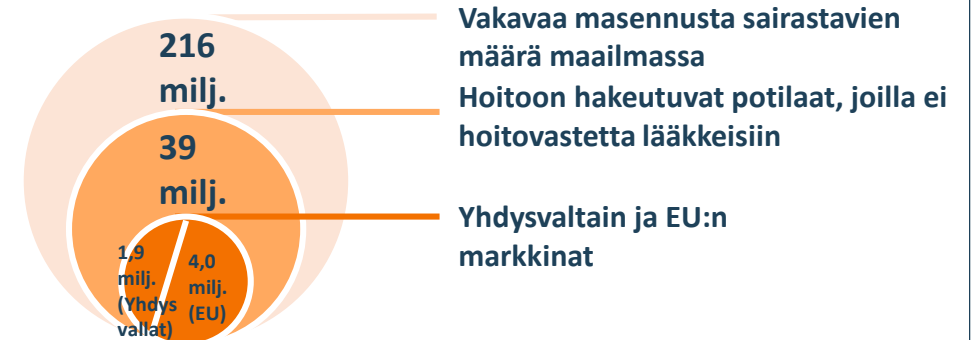 216
milj.
39
milj.
1,9
milj.
(Yhdys
vallat)
4,0
milj.
(EU)
Vakavaa masennusta sairastavien
määrä maailmassa
Hoitoon hakeutuvat potilaat, joilla ei
hoitovastetta lääkkeisiin
Yhdysvaltain ja EU:n
markkinat